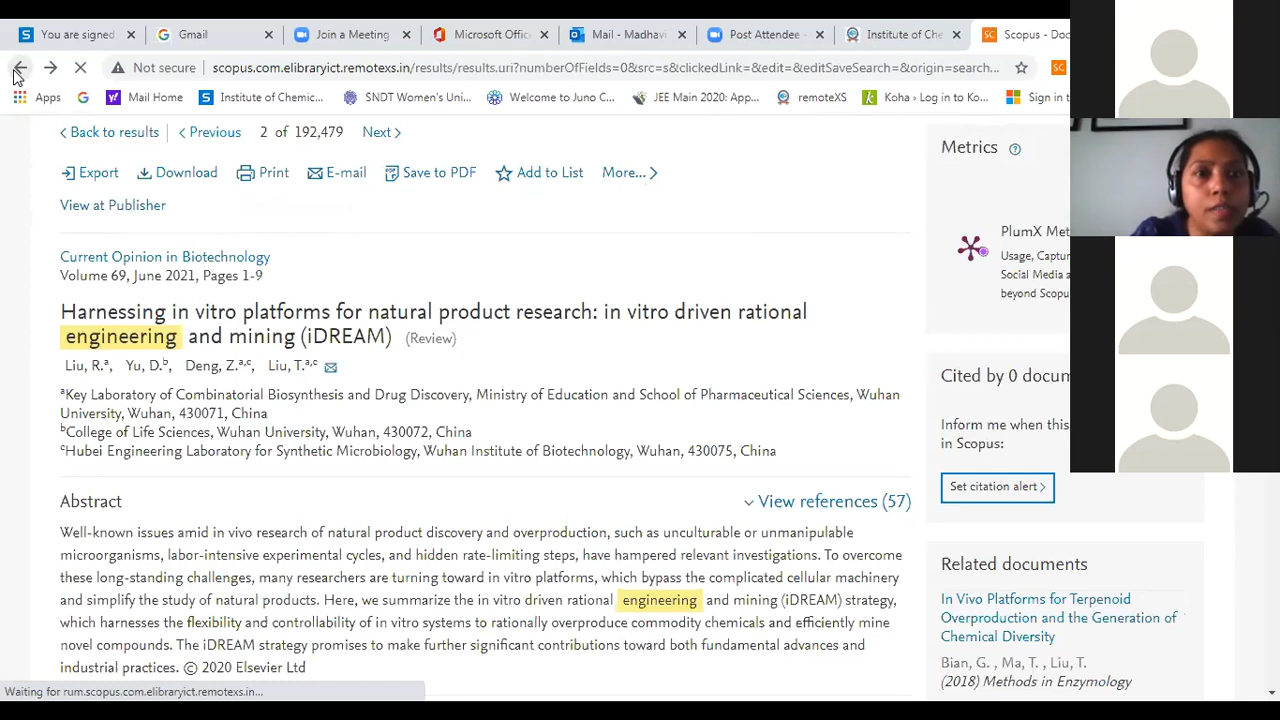 You are signed
Gmail
Join a Meeting
Microsoft Offic
Mail - Madhavi
Post Attendee -
Institute of Che
Scopus - Doc
Not secure
scopus.com.elibraryict.remotexs.in/results/results.uri?numberOfFields=0&src=s&clickedLink=&edit=&editSaveSearch=&origin=search...
Apps
Mail Home
Institute of Chemic...
SNDT Women's Uni...
Welcome to Juno C...
JEE Main 2020: App...
remoteXS
Koha › Log in to Ko...
Sign in t
Back to results
Previous
2 of 192,479
Next
Export
Download
Print
E-mail
Save to PDF
Add to List
More...
View at Publisher
Current Opinion in Biotechnology
Volume 69, June 2021, Pages 1-9
Harnessing in vitro platforms for natural product research: in vitro driven rational
engineering and mining (iDREAM) (Review)
Liu, R.a, Yu, D.b, Deng, Z.a,c, Liu, T.a,c
aKey Laboratory of Combinatorial Biosynthesis and Drug Discovery, Ministry of Education and School of Pharmaceutical Sciences, Wuhan
University, Wuhan, 430071, China
bCollege of Life Sciences, Wuhan University, Wuhan, 430072, China
cHubei Engineering Laboratory for Synthetic Microbiology, Wuhan Institute of Biotechnology, Wuhan, 430075, China
Abstract
View references (57)
Well-known issues amid in vivo research of natural product discovery and overproduction, such as unculturable or unmanipulable
microorganisms, labor-intensive experimental cycles, and hidden rate-limiting steps, have hampered relevant investigations. To overcome
these long-standing challenges, many researchers are turning toward in vitro platforms, which bypass the complicated cellular machinery
and simplify the study of natural products. Here, we summarize the in vitro driven rational engineering and mining (iDREAM) strategy,
which harnesses the flexibility and controllability of in vitro systems to rationally overproduce commodity chemicals and efficiently mine
novel compounds. The iDREAM strategy promises to make further significant contributions toward both fundamental advances and
industrial practices. © 2020 Elsevier Ltd
Waiting for rum.scopus.com.elibraryict.remotexs.in...
Metrics
PlumX Met
Usage, Captur
Social Media a
beyond Scopu
Cited by 0 docum
Inform me when this
in Scopus:
Set citation alert
Related documents
In Vivo Platforms for Terpenoid
Overproduction and the Generation of
Chemical Diversity
Bian, G. , Ma, T. , Liu, T.
(2018) Methods in Enzymology